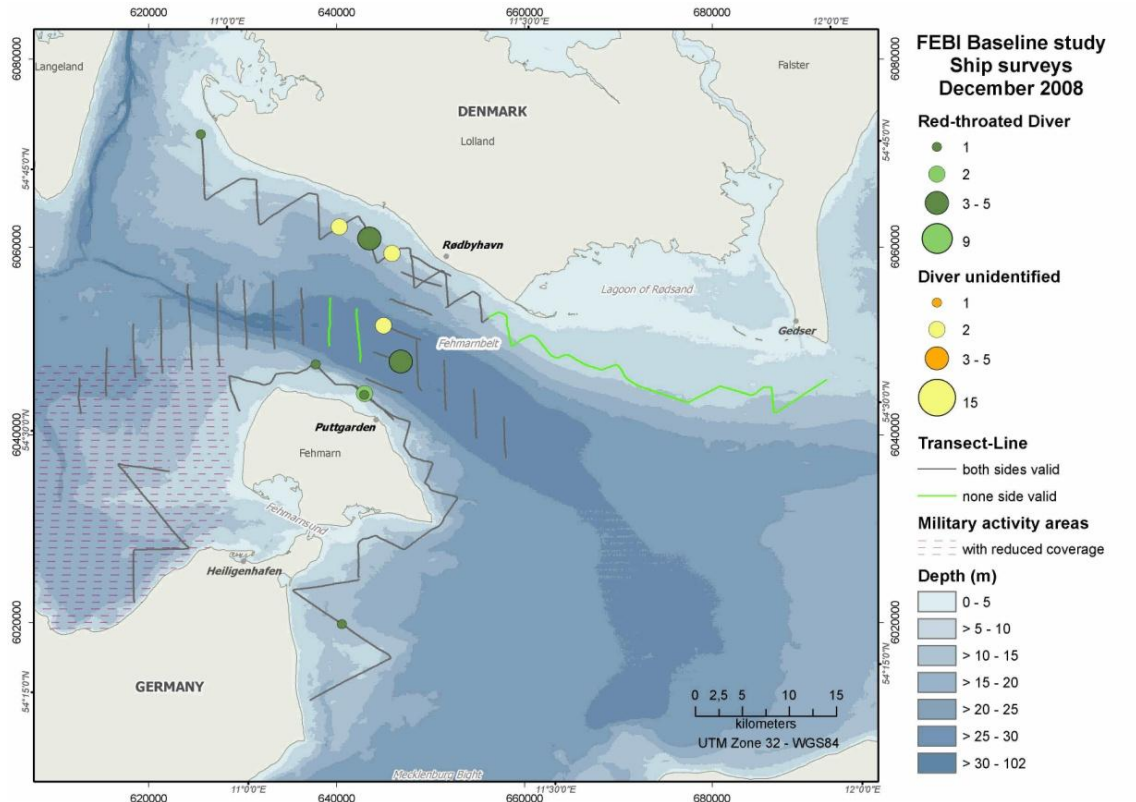 620000
640000
660000
680000
11°0'0"E
11°30'0"E
12°0'0"E
6080000
6060000
6040000
6020000
54°45'0"N
54°30'0"N
54°15'0"N
Langeland
Falster
DENMARK
Lolland
Rødbyhavn
Lagoon of Rødsand
Gedser
Fehmarnbelt
Puttgarden
Fehmarn
Fehmarnsund
Heiligenhafen
GERMANY
Mecklenburg Bight
0 2,5 5 10 15
kilometers
UTM Zone 32 - WGS84
6080000
6060000
6040000
6020000
54°45'0"N
54°30'0"N
54°15'0"N
620000
640000
660000
680000
11°0'0"E
11°30'0"E
12°0'0"E
FEBI Baseline study
Ship surveys
December 2008
Red-throated Diver
1
2
3 - 5
9
Diver unidentified
1
2
3 - 5
15
Transect-Line
both sides valid
none side valid
Military activity areas
with reduced coverage
Depth (m)
0 - 5
> 5 - 10
> 10 - 15
> 15 - 20
> 20 - 25
> 25 - 30
> 30 - 102